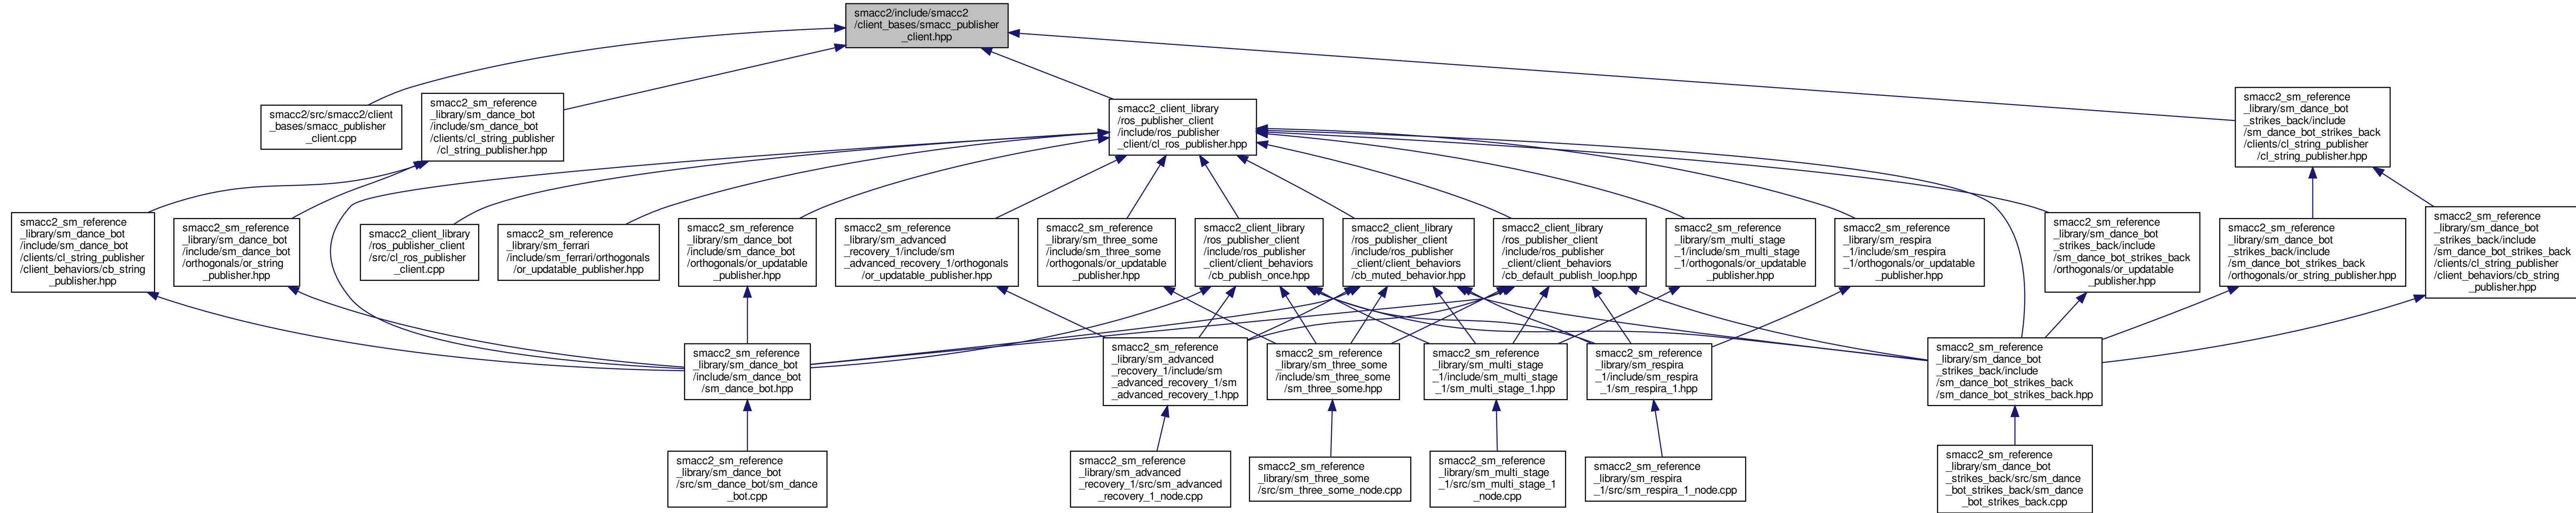 smacc2/include/smacc2
/client_bases/smacc_publisher
_client.hpp
smacc2/src/smacc2/client
_bases/smacc_publisher
_client.cpp
smacc2_sm_reference
_library/sm_dance_bot
/include/sm_dance_bot
/clients/cl_string_publisher
/cl_string_publisher.hpp
smacc2_client_library
/ros_publisher_client
/include/ros_publisher
_client/cl_ros_publisher.hpp
smacc2_sm_reference
_library/sm_dance_bot
_strikes_back/include
/sm_dance_bot_strikes_back
/clients/cl_string_publisher
/cl_string_publisher.hpp
smacc2_sm_reference
_library/sm_dance_bot
/include/sm_dance_bot
/clients/cl_string_publisher
/client_behaviors/cb_string
_publisher.hpp
smacc2_sm_reference
_library/sm_dance_bot
/include/sm_dance_bot
/orthogonals/or_string
_publisher.hpp
smacc2_client_library
/ros_publisher_client
/src/cl_ros_publisher
_client.cpp
smacc2_sm_reference
_library/sm_ferrari
/include/sm_ferrari/orthogonals
/or_updatable_publisher.hpp
smacc2_sm_reference
_library/sm_dance_bot
/include/sm_dance_bot
/orthogonals/or_updatable
_publisher.hpp
smacc2_sm_reference
_library/sm_advanced
_recovery_1/include/sm
_advanced_recovery_1/orthogonals
/or_updatable_publisher.hpp
smacc2_sm_reference
_library/sm_three_some
/include/sm_three_some
/orthogonals/or_updatable
_publisher.hpp
smacc2_client_library
/ros_publisher_client
/include/ros_publisher
_client/client_behaviors
/cb_publish_once.hpp
smacc2_client_library
/ros_publisher_client
/include/ros_publisher
_client/client_behaviors
/cb_muted_behavior.hpp
smacc2_client_library
/ros_publisher_client
/include/ros_publisher
_client/client_behaviors
/cb_default_publish_loop.hpp
smacc2_sm_reference
_library/sm_multi_stage
_1/include/sm_multi_stage
_1/orthogonals/or_updatable
_publisher.hpp
smacc2_sm_reference
_library/sm_respira
_1/include/sm_respira
_1/orthogonals/or_updatable
_publisher.hpp
smacc2_sm_reference
_library/sm_dance_bot
_strikes_back/include
/sm_dance_bot_strikes_back
/orthogonals/or_updatable
_publisher.hpp
smacc2_sm_reference
_library/sm_dance_bot
_strikes_back/include
/sm_dance_bot_strikes_back
/orthogonals/or_string_publisher.hpp
smacc2_sm_reference
_library/sm_dance_bot
_strikes_back/include
/sm_dance_bot_strikes_back
/clients/cl_string_publisher
/client_behaviors/cb_string
_publisher.hpp
smacc2_sm_reference
_library/sm_dance_bot
/include/sm_dance_bot
/sm_dance_bot.hpp
smacc2_sm_reference
_library/sm_advanced
_recovery_1/include/sm
_advanced_recovery_1/sm
_advanced_recovery_1.hpp
smacc2_sm_reference
_library/sm_three_some
/include/sm_three_some
/sm_three_some.hpp
smacc2_sm_reference
_library/sm_multi_stage
_1/include/sm_multi_stage
_1/sm_multi_stage_1.hpp
smacc2_sm_reference
_library/sm_respira
_1/include/sm_respira
_1/sm_respira_1.hpp
smacc2_sm_reference
_library/sm_dance_bot
_strikes_back/include
/sm_dance_bot_strikes_back
/sm_dance_bot_strikes_back.hpp
smacc2_sm_reference
_library/sm_dance_bot
/src/sm_dance_bot/sm_dance
_bot.cpp
smacc2_sm_reference
_library/sm_advanced
_recovery_1/src/sm_advanced
_recovery_1_node.cpp
smacc2_sm_reference
_library/sm_three_some
/src/sm_three_some_node.cpp
smacc2_sm_reference
_library/sm_multi_stage
_1/src/sm_multi_stage_1
_node.cpp
smacc2_sm_reference
_library/sm_respira
_1/src/sm_respira_1_node.cpp
smacc2_sm_reference
_library/sm_dance_bot
_strikes_back/src/sm_dance
_bot_strikes_back/sm_dance
_bot_strikes_back.cpp